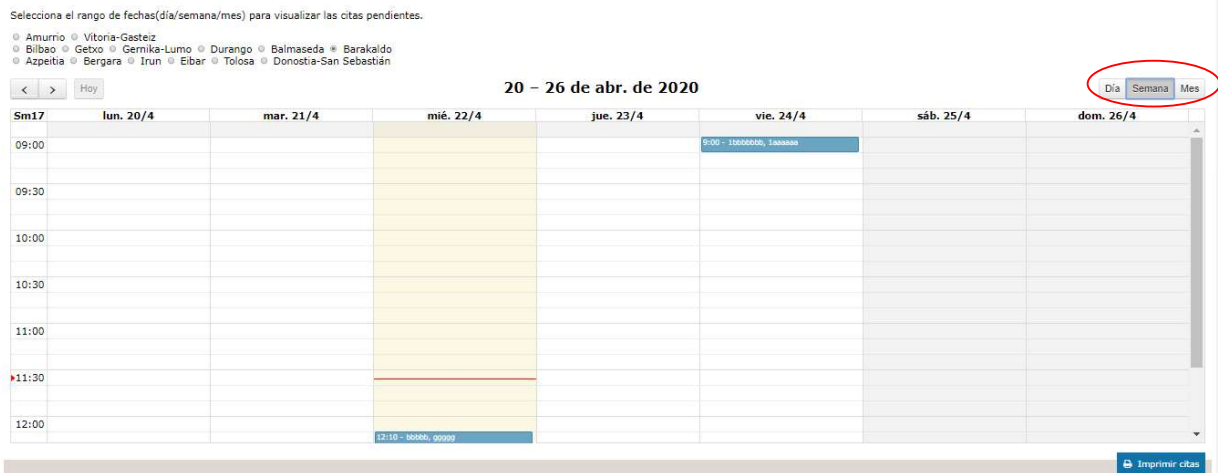 Selecciona el rango de fechas(día/semana/mes) para visualizar las citas pendientes.
Amurrio Vitoria-Gasteiz
Bilbao Getxo Gernika-Lumo Durango Balmaseda Barakaldo
Azpeitia Bergara Irun Eibar Tolosa Donostia-San Sebastián
< > Hoy 20 – 26 de abr. de 2020 Día Semana Mes
Sm17 lun. 20/4 mar. 21/4 mié. 22/4 jue. 23/4 vie. 24/4 sáb. 25/4 dom. 26/4
09:00 9:00 - 1bbbbbbb, 1aaaaaa
09:30
10:00
10:30
11:00
11:30
12:00
12:10 - bbbbb, ggggg
Imprimir citas